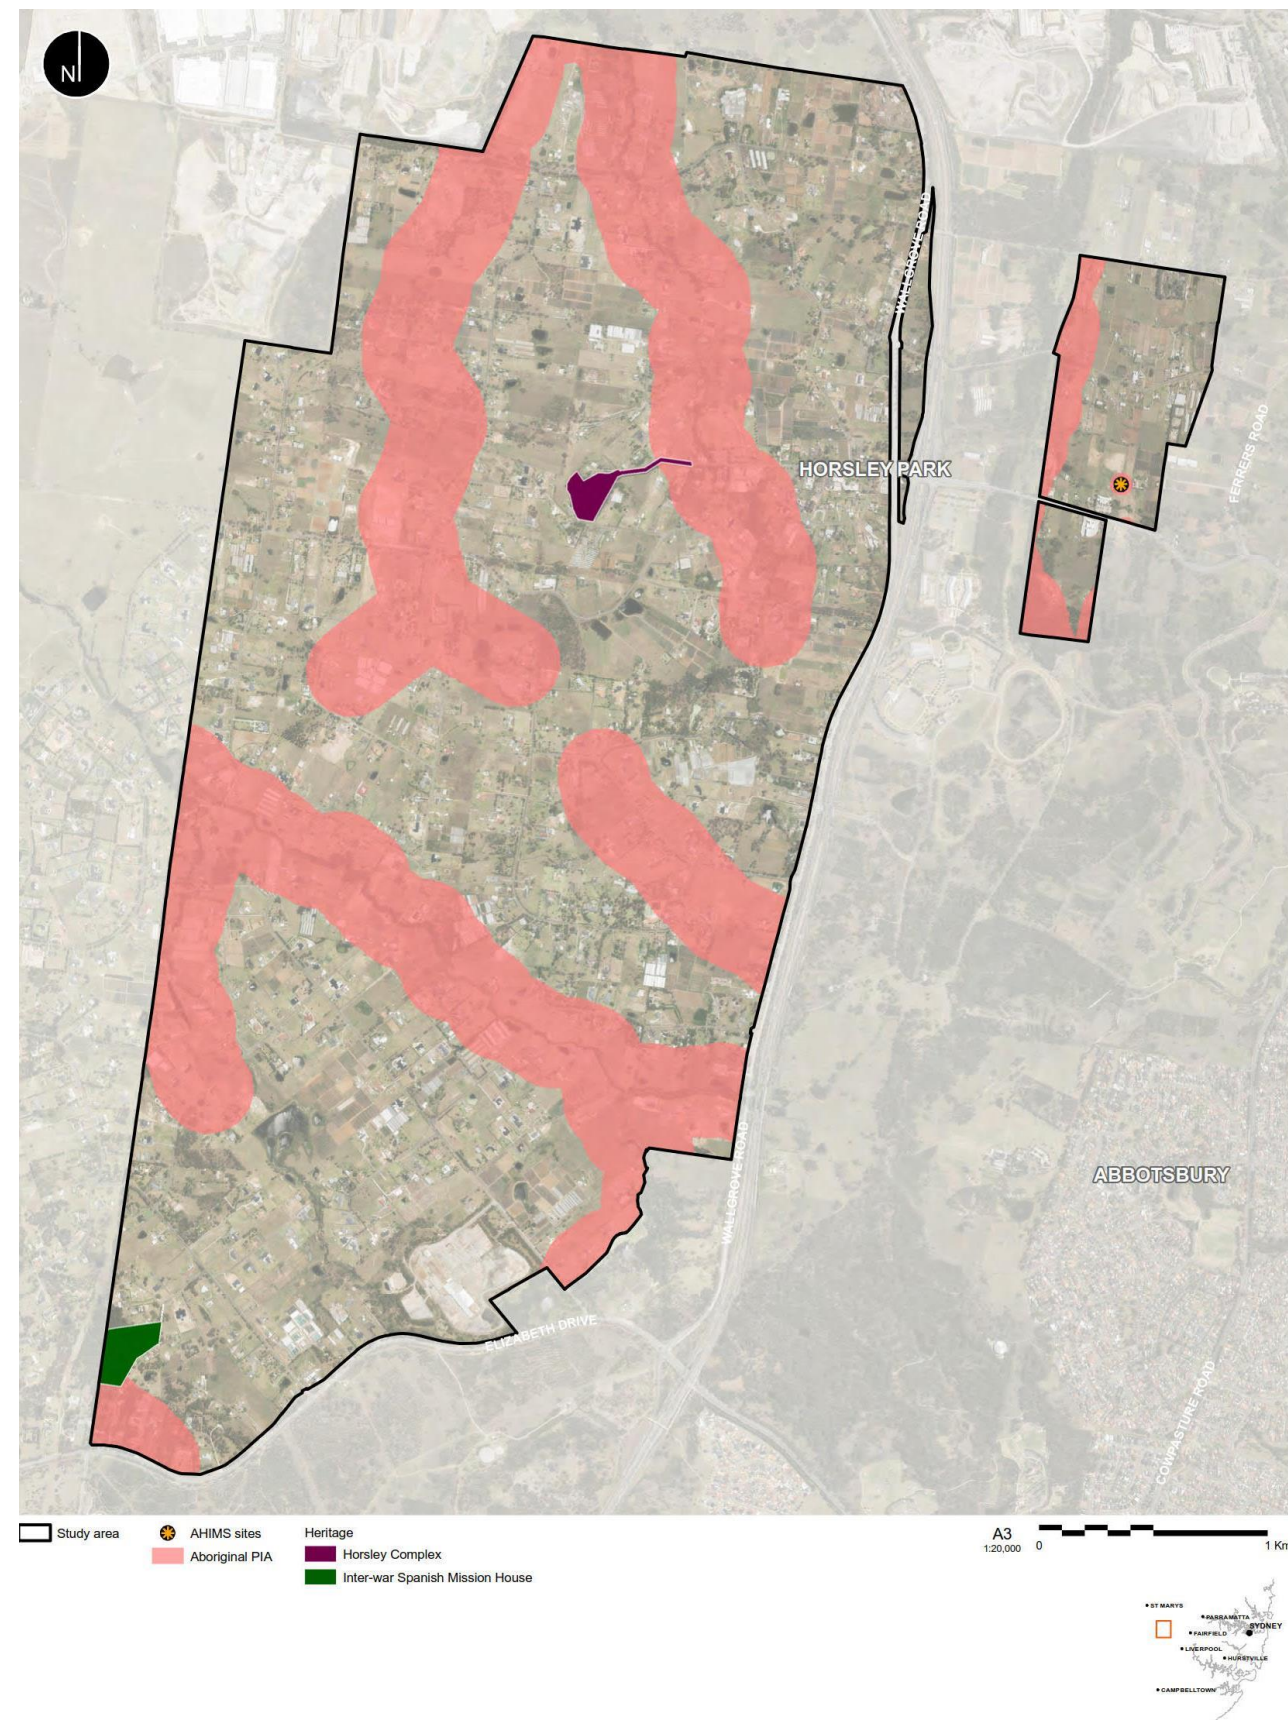 N
WALLGROVE ROAD
HORSLEY PARK
FERRERS ROAD
ABBOTSBURY
WALLGROVE ROAD
ELIZABETH DRIVE
COWPASTURE ROAD
Study area
AHIMS sites
Aboriginal PIA
Heritage
Horsley Complex
Inter-war Spanish Mission House
A3
1:20,000
0
1 Km
ST MARYS
PARRAMATTA
SYDNEY
FAIRFIELD
LIVERPOOL
HURSTVILLE
CAMPBELLTOWN